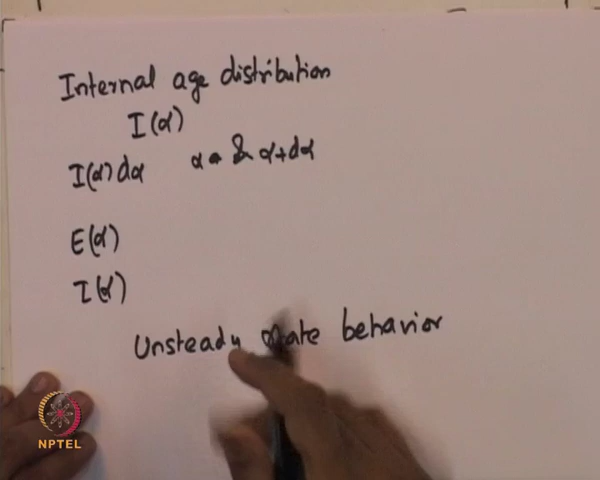 Internal age distribution
I(α)
I(α)dα α & α+dα
E(α)
I(α)
Unsteady state behavior
NPTEL